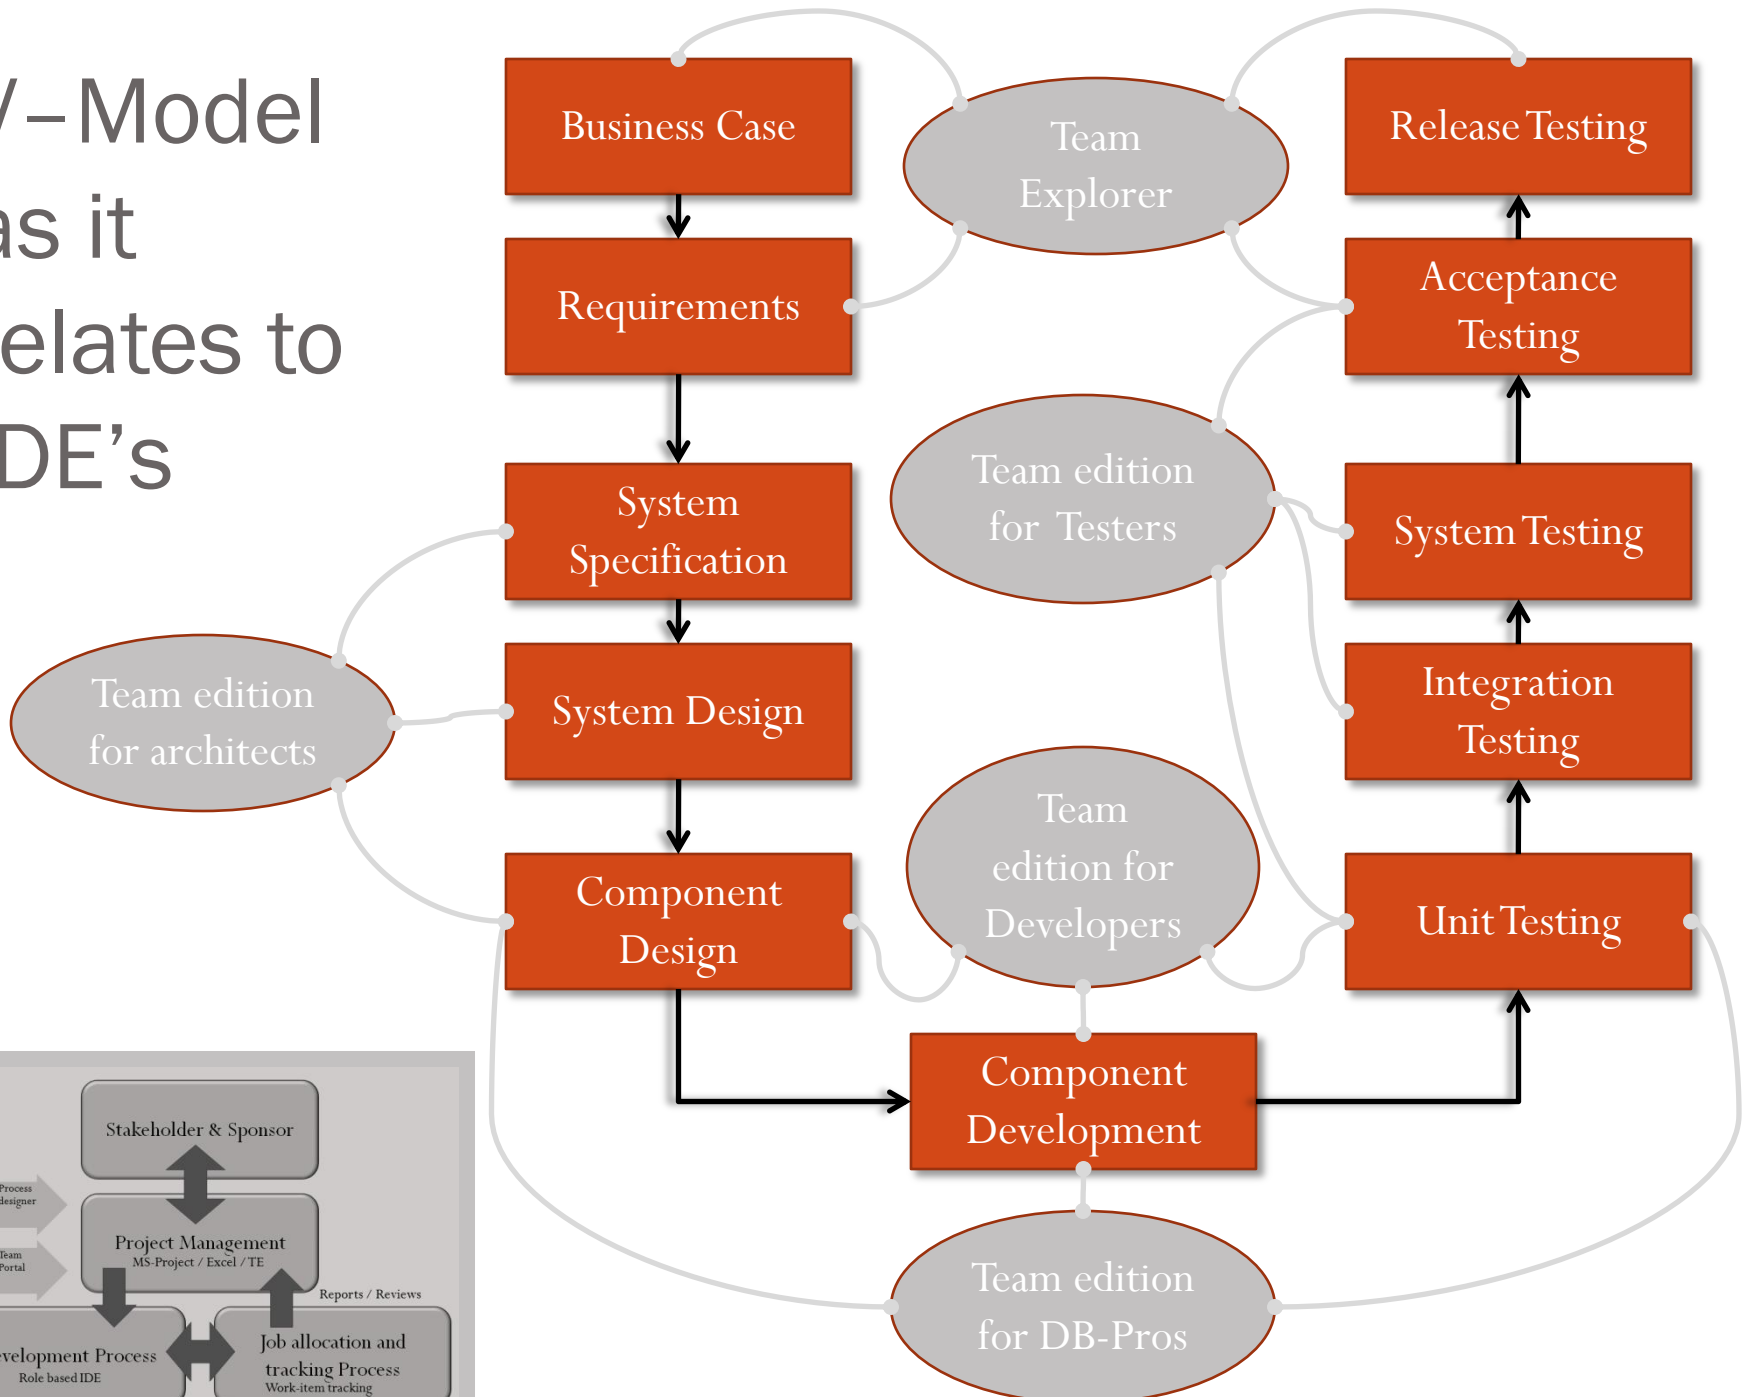 V–Model
as it
elates to
DE’s
Business Case
Requirements
System
Specification
System Design
Component
Design
Component
Development
Unit Testing
Integration
Testing
System Testing
Acceptance
Testing
Release Testing
Team
Explorer
Team edition
for Testers
Team edition
for architects
Team
edition for
Developers
Team edition
for DB-Pros
Stakeholder & Sponsor
Process
designer
Team
Portal
Project Management
MS-Project / Excel / TE
Reports / Reviews
velopment Process
Role based IDE
Job allocation and
tracking Process
Work-item tracking